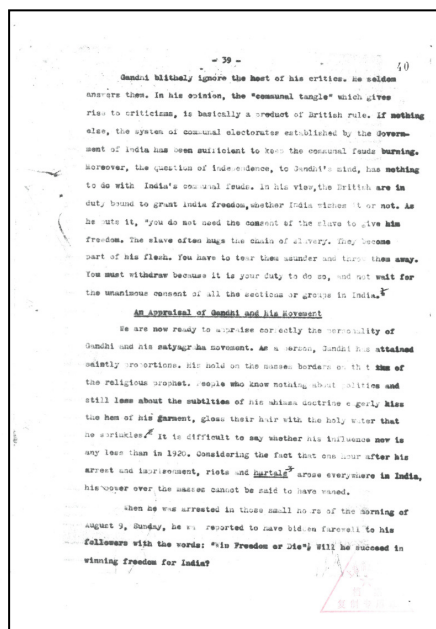 - 39 -
40
Gandhi blithely ignore the host of his critics. He seldom
answers them. In his opinion, the "communal tangle" which gives
rise to criticisms, is basically a product of British rule. If nothing
else, the system of communal electorates established by the Govern-
ment of India has been sufficient to keep the communal feuds burning.
Moreover, the question of independence, to Gandhi's mind, has nothing
to do with India's communal feuds. In his view, the British are in
duty bound to grant India freedom, whether India wishes it or not. As
he puts it, "you do not need the consent of the slave to give him
freedom. The slave often hugs the chain of slavery. They become
part of his flesh. You have to tear them asunder and throw them away.
You must withdraw because it is your duty to do so, and not wait for
the unanimous consent of all the sections or groups in India."
An Appraisal of Gandhi and his Movement
We are now ready to appraise correctly the personality of
Gandhi and his satyagraha movement. As a person, Gandhi has attained
saintly proportions. His hold on the masses borders on that of
the religious prophet. People who know nothing about politics and
still less about the subtlties of his ahimsa doctrine eagerly kiss
the hem of his garment, gloss their hair with the holy water that
he sprinkles. It is difficult to say whether his influence now is
any less than in 1920. Considering the fact that one hour after his
arrest and imprisonment, riots and hartals arose everywhere in India,
his power over the masses cannot be said to have waned.
When he was arrested in those small hours of the morning of
August 9, Sunday, he was reported to have bidden farewell to his
followers with the words: "Win Freedom or Die"; Will he succeed in
winning freedom for India?